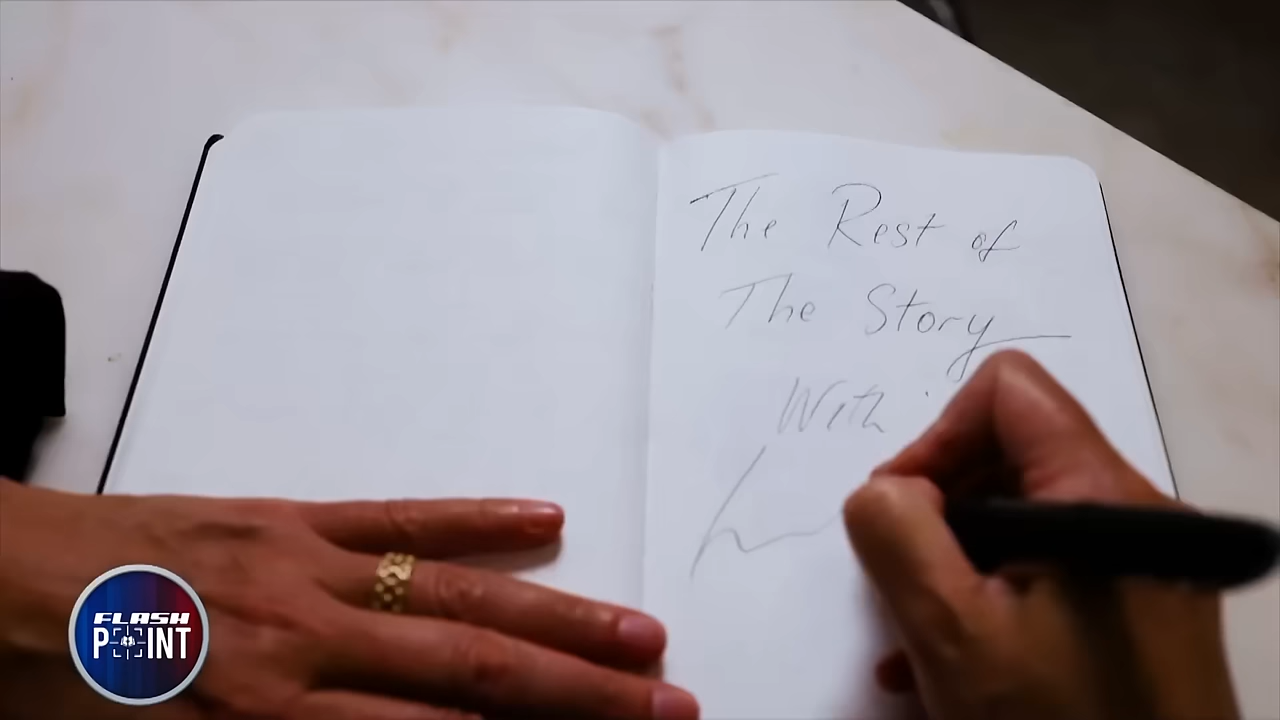 The Rest of
The Story
With
FLASH
POINT